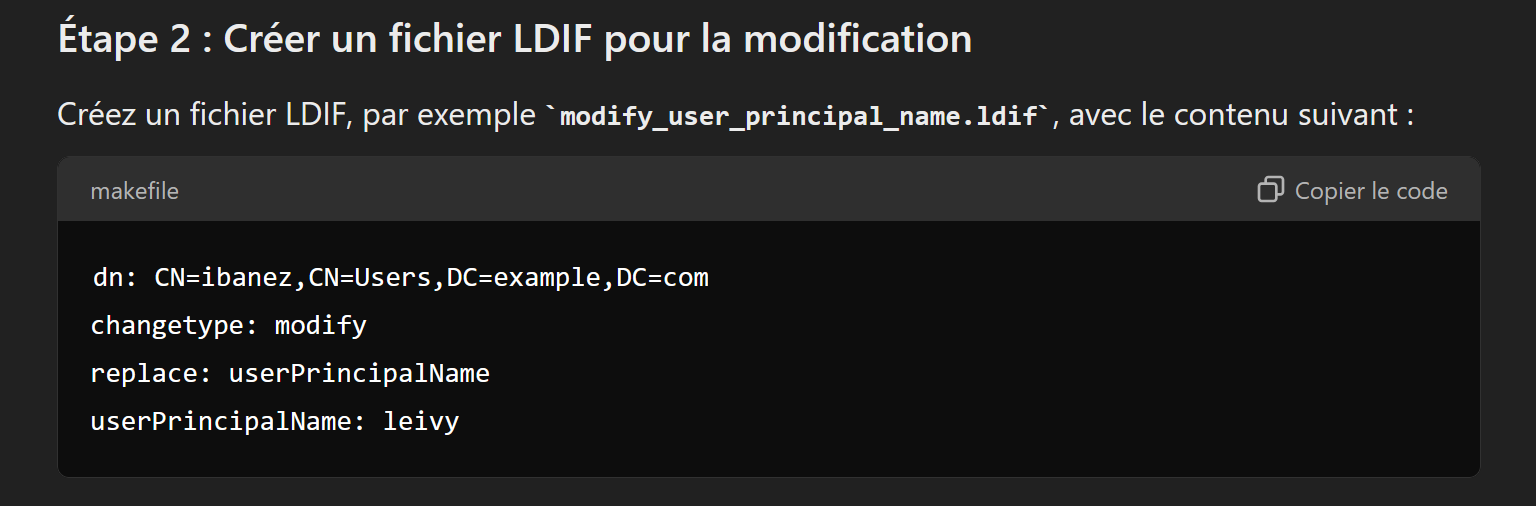 Étape 2 : Créer un fichier LDIF pour la modification
Créez un fichier LDIF, par exemple `modify_user_principal_name.ldif`, avec le contenu suivant :
makefile
Copier le code
dn: CN=ibanez,CN=Users,DC=example,DC=com
changetype: modify
replace: userPrincipalName
userPrincipalName: leivy